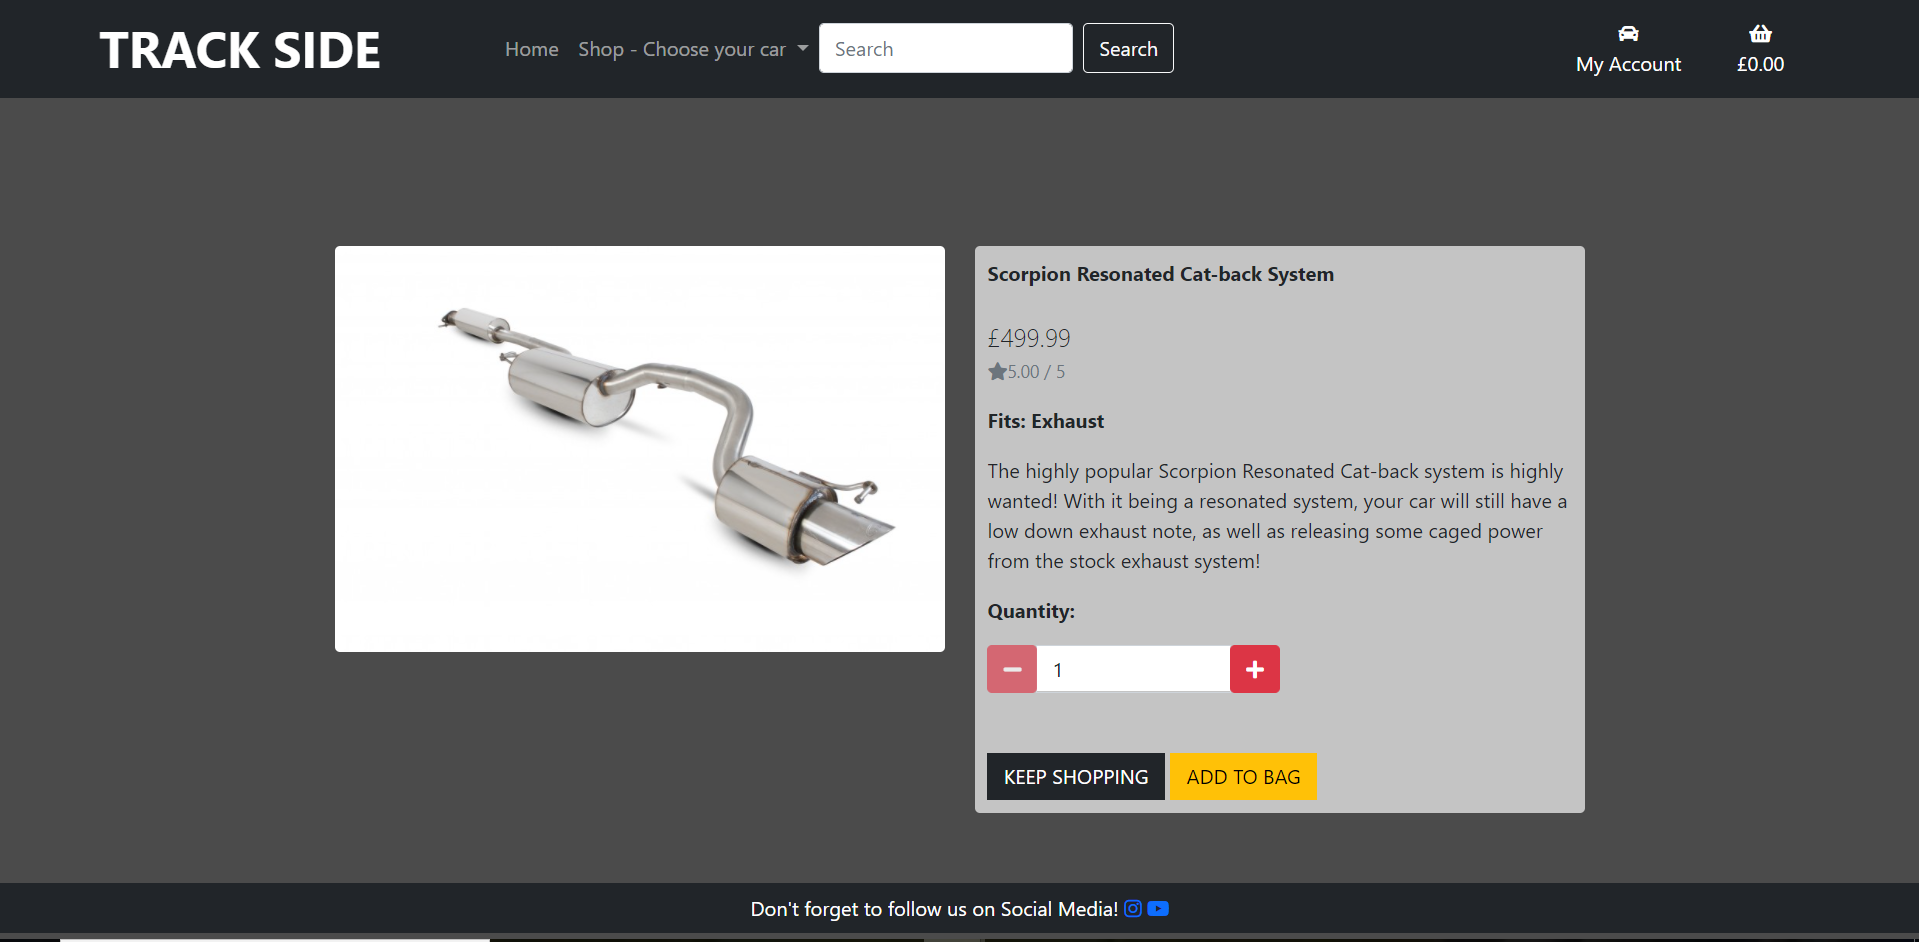 TRACK SIDE
Home
Shop - Choose your car
Search
Search
My Account
£0.00
Scorpion Resonated Cat-back System
£499.99
5.00 / 5
Fits: Exhaust
The highly popular Scorpion Resonated Cat-back system is highly
wanted! With it being a resonated system, your car will still have a
low down exhaust note, as well as releasing some caged power
from the stock exhaust system!
Quantity:
1
KEEP SHOPPING
ADD TO BAG
Don't forget to follow us on Social Media!